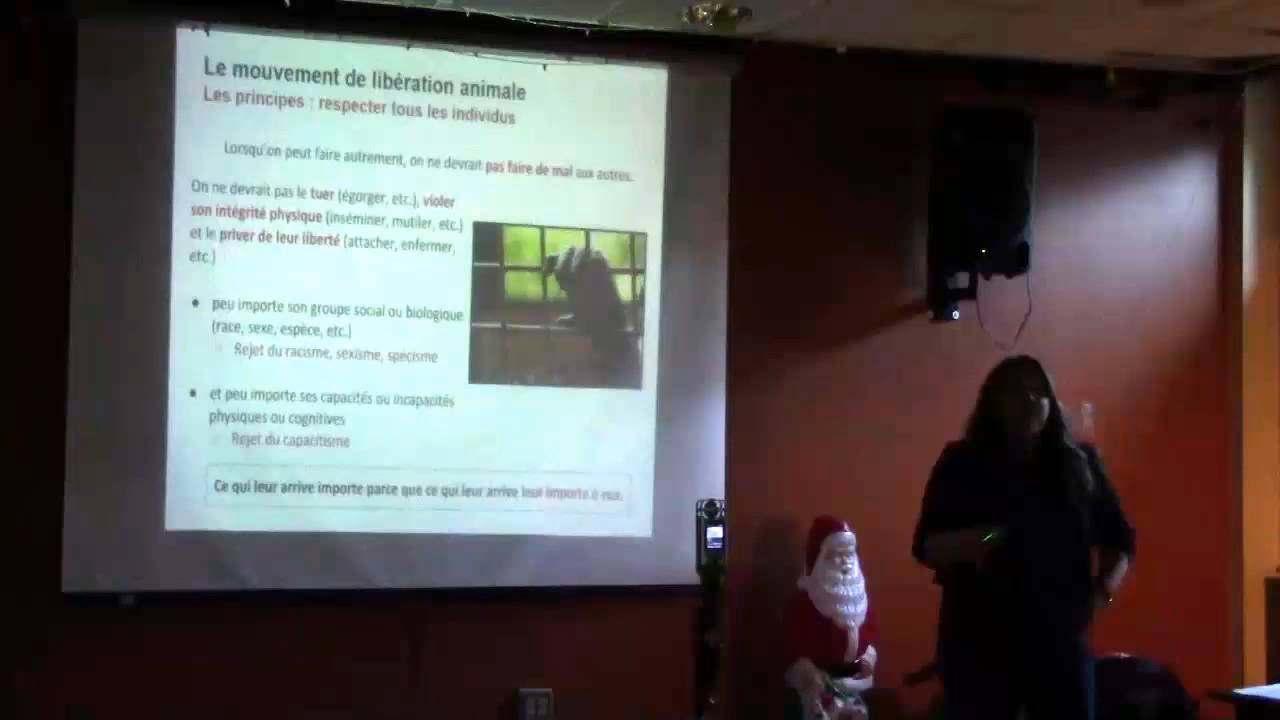 Le mouvement de libération animale
Les principes : respecter tous les individus
Lorsqu'on peut faire autrement, on ne devrait pas faire de mal aux autres.
On ne devrait pas le tuer (égorger, etc.), violer
son intégrité physique (inséminer, mutiler, etc.)
et le priver de leur liberté (attacher, enfermer,
etc.)
• peu importe son groupe social ou biologique
(race, sexe, espèce, etc.)
Rejet du racisme, sexisme, spécisme
• et peu importe ses capacités ou incapacités
physiques ou cognitives
Rejet du capacitisme
Ce qui leur arrive importe parce que ce qui leur arrive leur importe à eux.